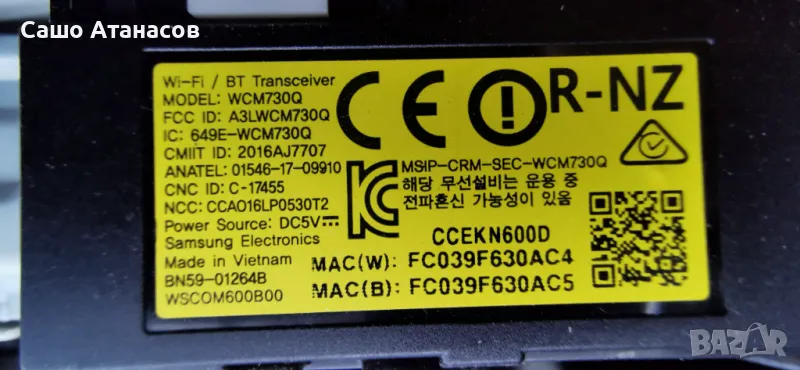 Сашо Атанасов
Wi-Fi / BT Transceiver
MODEL: WCM730Q
FCC ID: A3LWCM730Q
IC: 649E-WCM730Q
CMIIT ID: 2016AJ7707
ANATEL: 01546-17-09910
CNC ID: C-17455
NCC: CCAO16LP0530T2
Power Source: DC5V
Samsung Electronics
Made in Vietnam
BN59-01264B
WSCOM600B00
CE
R-NZ
MSIP-CRM-SEC-WCM730Q
해당 무선설비는 운용 중
전파혼신 가능성이 있음
CCEKN600D
MAC(W): FC039F630AC4
MAC(B): FC039F630AC5
BAZAR